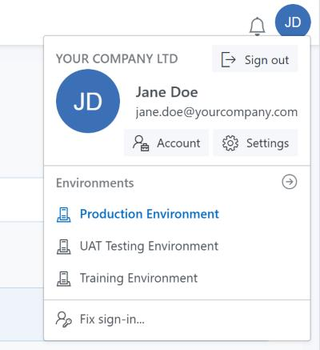 JD
YOUR COMPANY LTD
Sign out
JD
Jane Doe
jane.doe@yourcompany.com
Account
Settings
Environments
Production Environment
UAT Testing Environment
Training Environment
Fix sign-in...